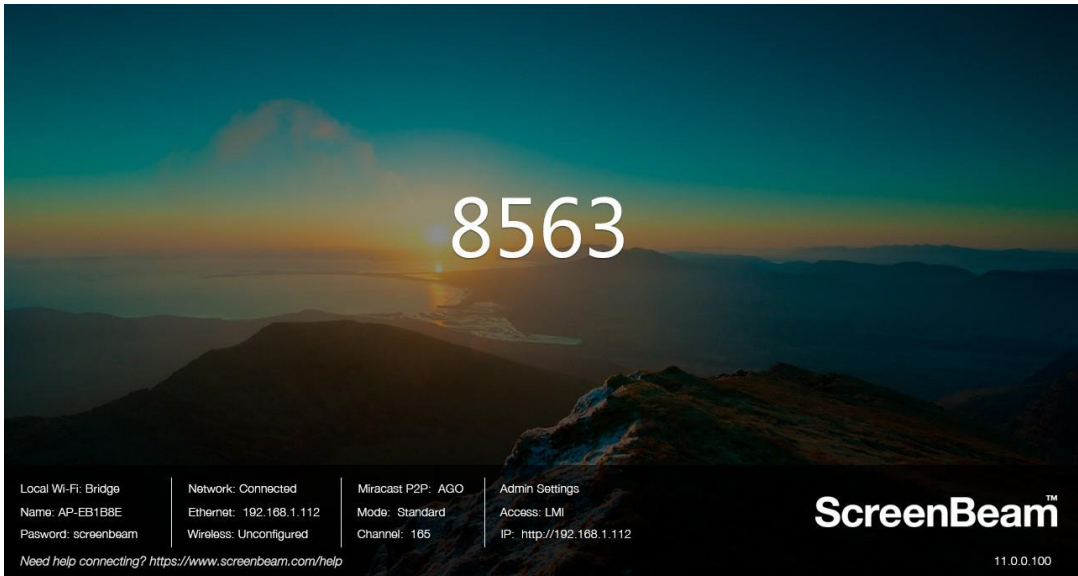 8563
Local Wi-Fi: Bridge
Name: AP-EB1B8E
Pasword: screenbeam
Network: Connected
Ethernet: 192.168.1.112
Wireless: Unconfigured
Miracast P2P: AGO
Mode: Standard
Channel: 165
Admin Settings
Access: LMI
IP: http://192.168.1.112
Need help connecting? https://www.screenbeam.com/help
ScreenBeam™
11.0.0.100